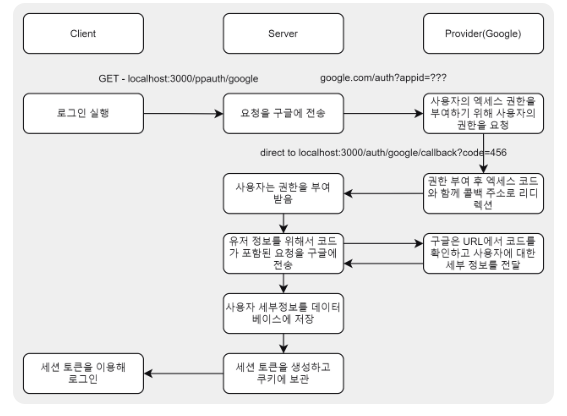 Client
Server
Provider(Google)
GET - localhost:3000/ppauth/google
google.com/auth?appid=???
로그인 실행
요청을 구글에 전송
사용자의 엑세스 권한을
부여하기 위해 사용자의
권한을 요청
direct to localhost:3000/auth/google/callback?code=456
사용자는 권한을 부여
받음
권한 부여 후 엑세스 코드
와 함께 콜백 주소로 리디
렉션
유저 정보를 위해서 코드
가 포함된 요청을 구글에
전송
구글은 URL에서 코드를
확인하고 사용자에 대한
세부 정보를 전달
사용자 세부정보를 데이터
베이스에 저장
세션 토큰을 이용해
로그인
세션 토큰을 생성하고
쿠키에 보관